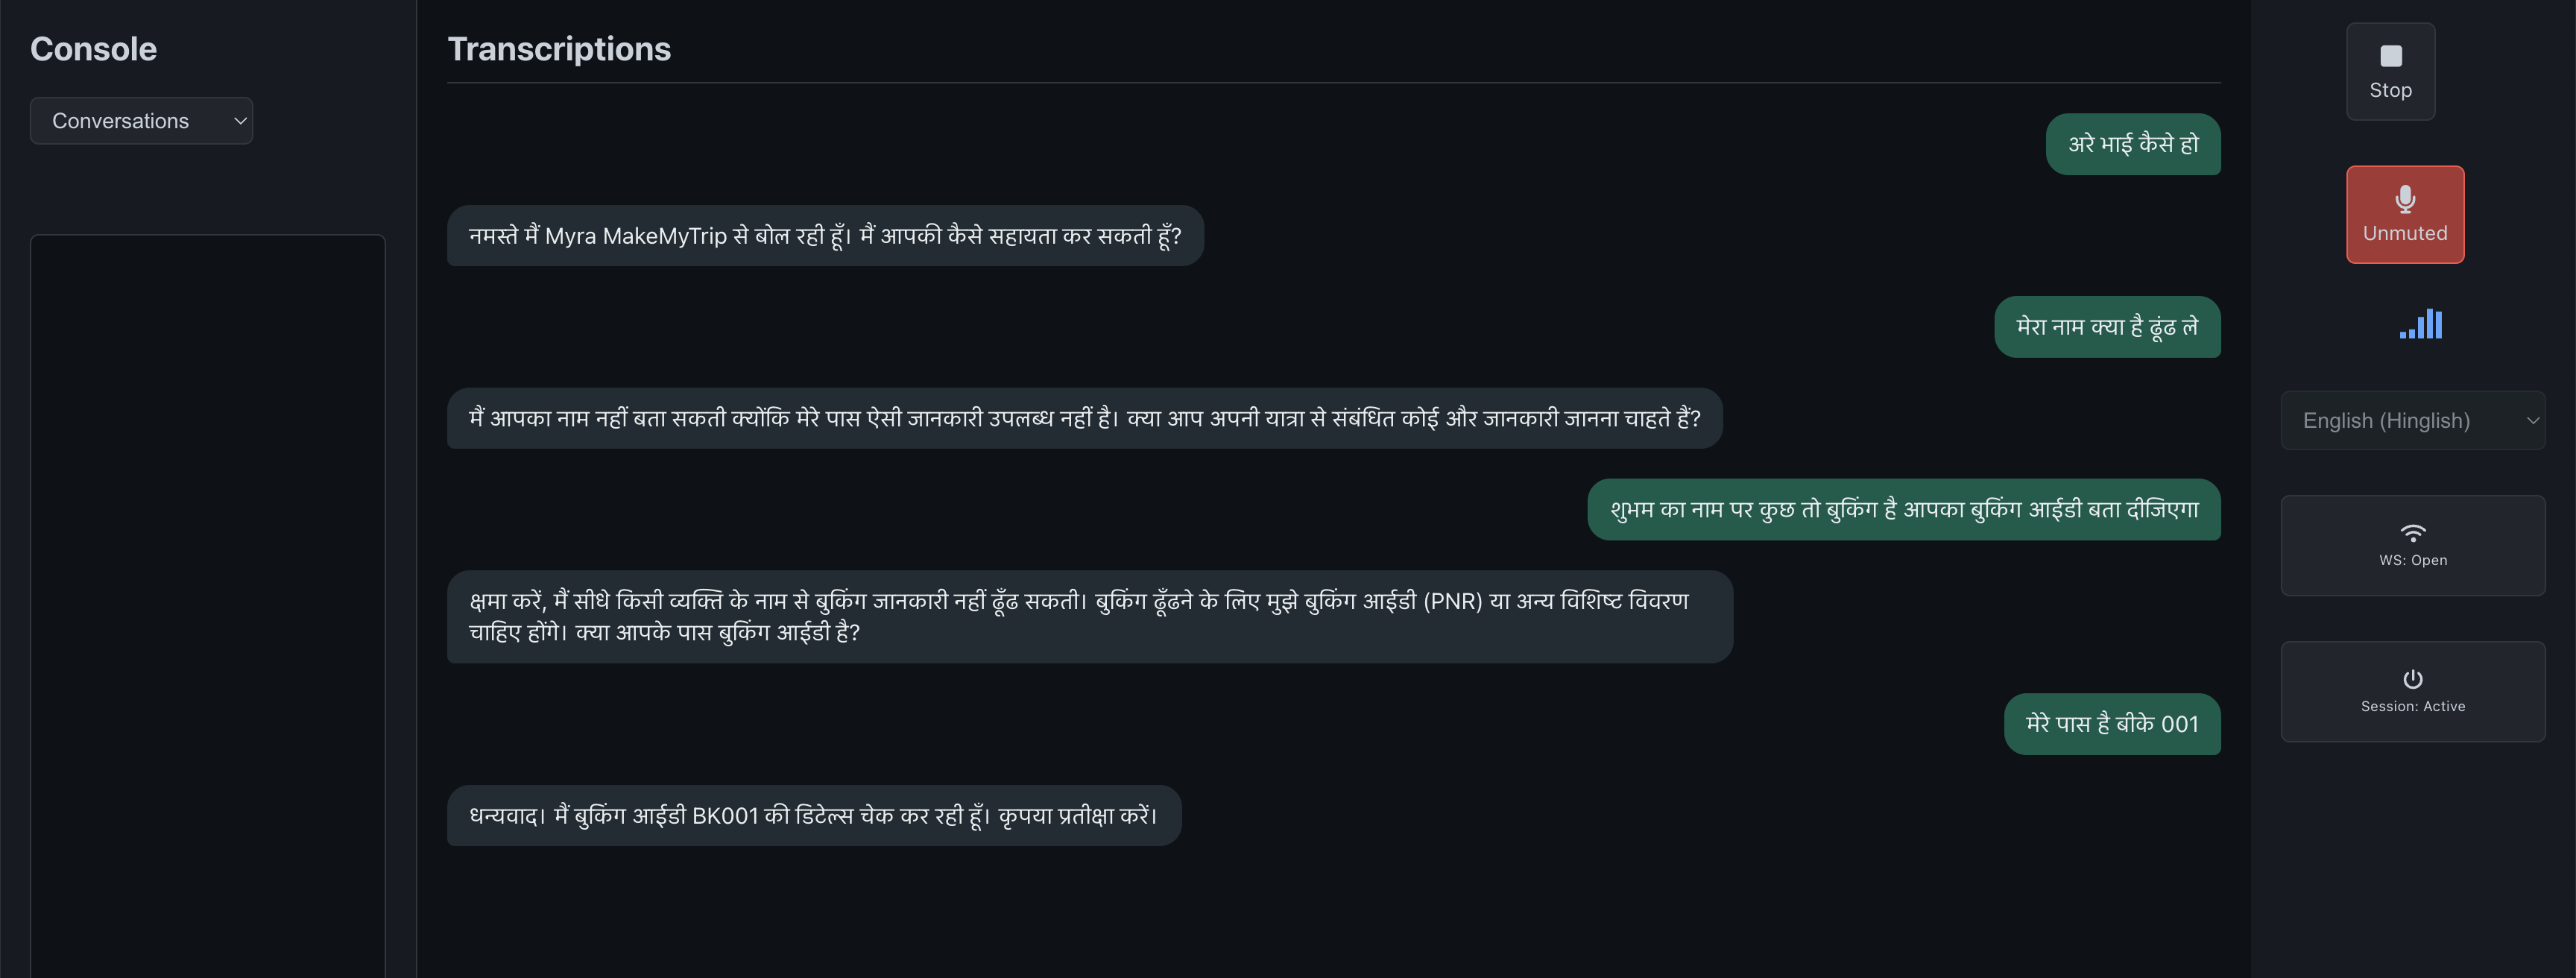 Console
Conversations
Transcriptions
अरे भाई कैसे हो
नमस्ते मैं Myra MakeMyTrip से बोल रही हूँ। मैं आपकी कैसे सहायता कर सकती हूँ?
मेरा नाम क्या है ढूंढ ले
मैं आपका नाम नहीं बता सकती क्योंकि मेरे पास ऐसी जानकारी उपलब्ध नहीं है। क्या आप अपनी यात्रा से संबंधित कोई और जानकारी जानना चाहते हैं?
शुभम का नाम पर कुछ तो बुकिंग है आपका बुकिंग आईडी बता दीजिएगा
क्षमा करें, मैं सीधे किसी व्यक्ति के नाम से बुकिंग जानकारी नहीं ढूँढ सकती। बुकिंग ढूँढने के लिए मुझे बुकिंग आईडी (PNR) या अन्य विशिष्ट विवरण
चाहिए होंगे। क्या आपके पास बुकिंग आईडी है?
मेरे पास है बीके 001
धन्यवाद। मैं बुकिंग आईडी BK001 की डिटेल्स चेक कर रही हूँ। कृपया प्रतीक्षा करें।
Stop
Unmuted
English (Hinglish)
WS: Open
Session: Active